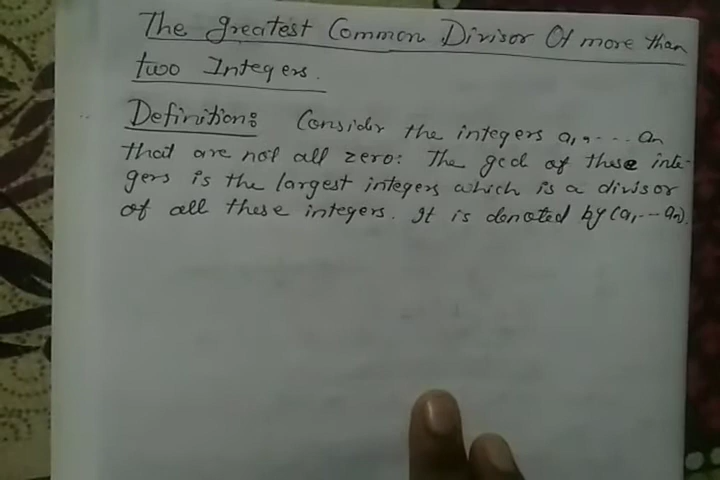 The greatest Common Divisor Of more than
two Integers.
Definition: Consider the integers a1, - - - an
that are not all zero: The gcd of these inte-
gers is the largest integers which is a divisor
of all these integers. It is denoted by (a1,-- an).